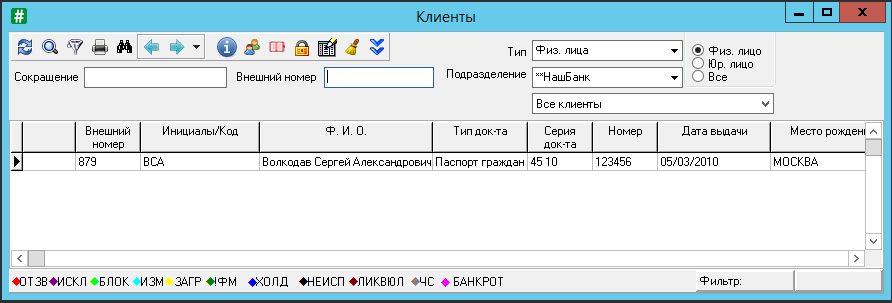 Клиенты
Тип Физ. лица
Физ. лицо
Юр. лицо
Все
Сокращение Внешний номер Подразделение **НашБанк
Все клиенты
Внешний номер Инициалы/Код Ф. И. О. Тип док-та Серия док-та Номер Дата выдачи Место рожден
879 ВСА Волкодав Сергей Александрович Паспорт граждан 45 10 123456 05/03/2010 МОСКВА
ОТЗВ ИСКЛ БЛОК ИЗМ ЗАГР !ФМ ХОЛД НЕИСП ЛИКВЮЛ ЧС БАНКРОТ Фильтр: